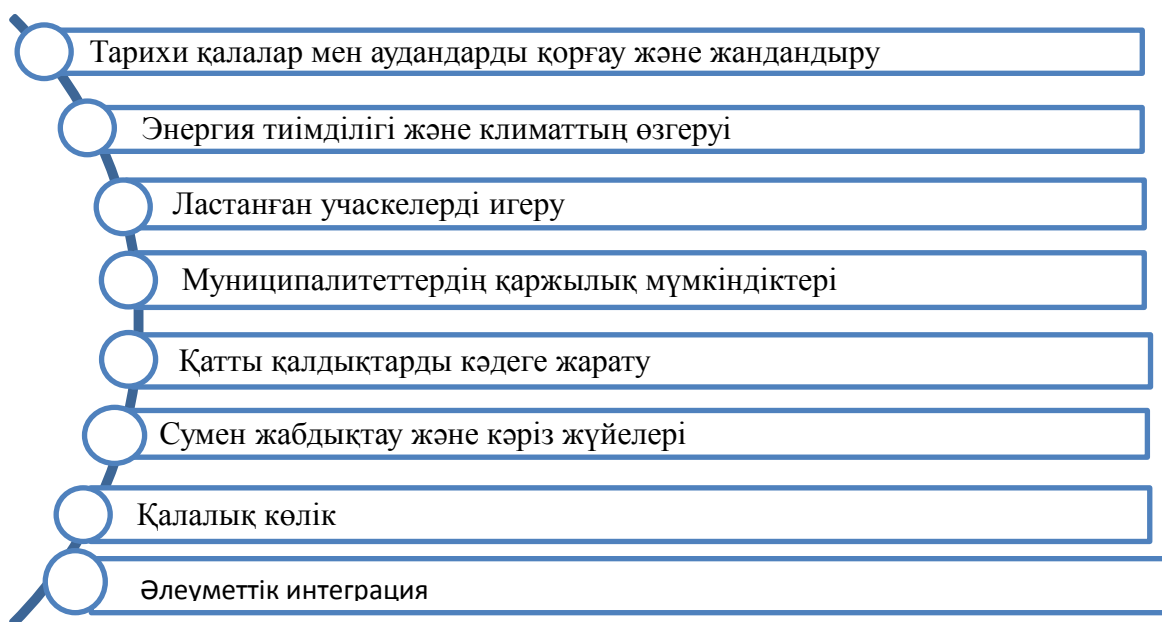 Тарихи қалалар мен аудандарды қорғау және жандандыру
Энергия тиімділігі және климаттың өзгеруі
Ластанған учаскелерді игеру
Муниципалитеттердің қаржылық мүмкіндіктері
Қатты қалдықтарды кәдеге жарату
Сумен жабдықтау және кәріз жүйелері
Қалалық көлік
Әлеуметтік интеграция